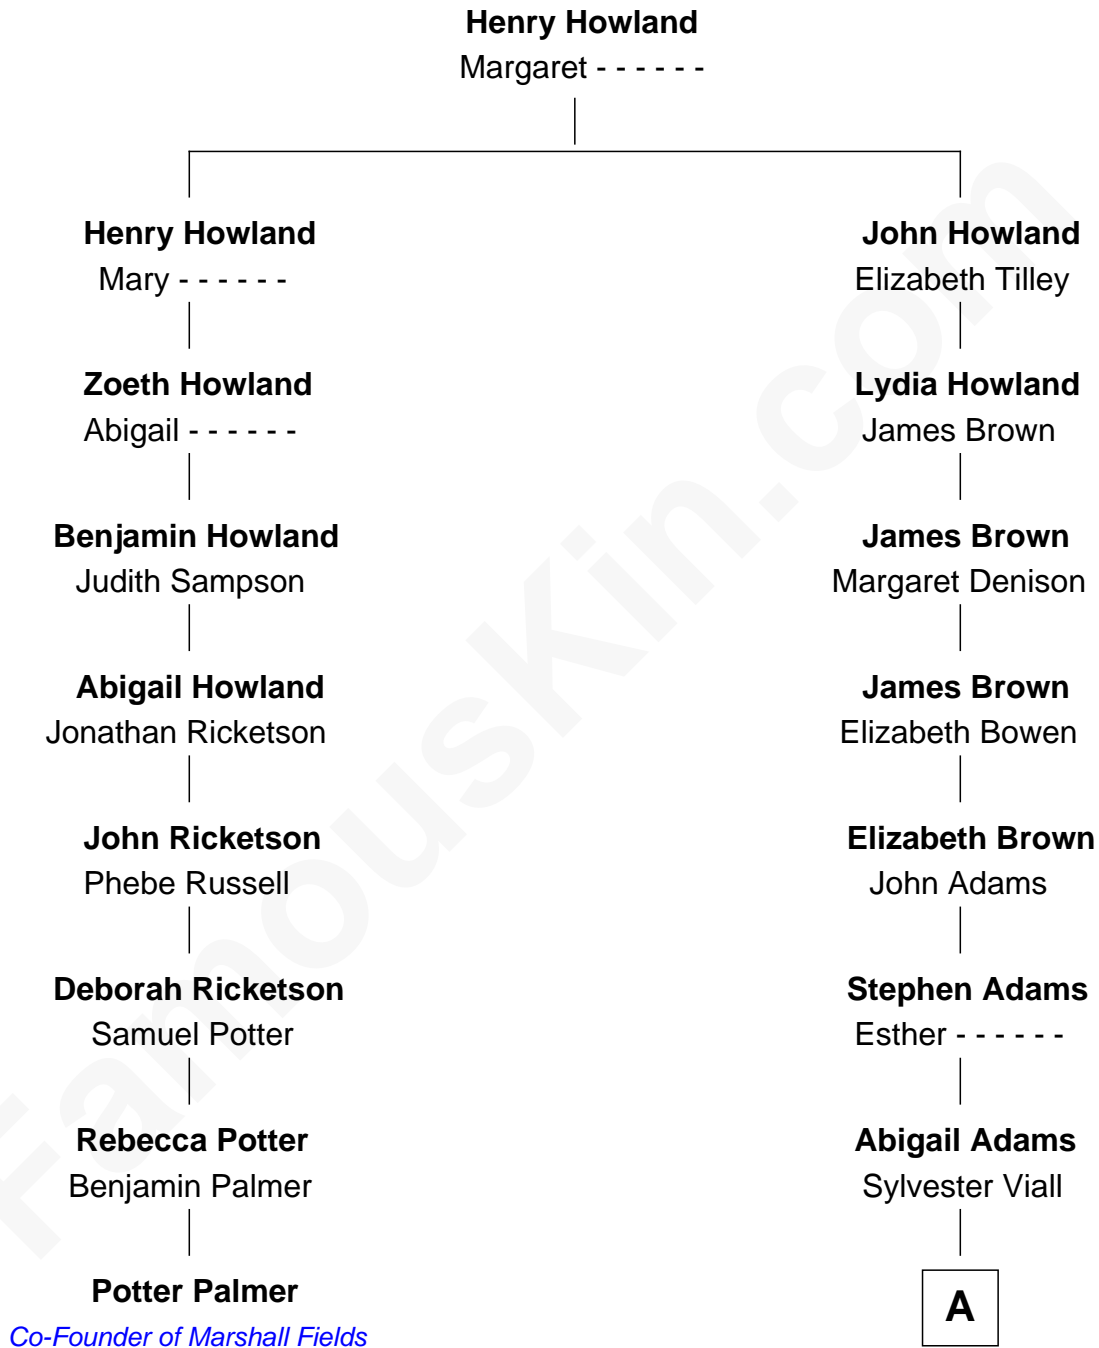 Henry Howland
Margaret - - - - - -
Henry Howland
Mary - - - - - -
John Howland
Elizabeth Tilley
Zoeth Howland
Abigail - - - - - -
Lydia Howland
James Brown
Benjamin Howland
Judith Sampson
James Brown
Margaret Denison
Abigail Howland
Jonathan Ricketson
James Brown
Elizabeth Bowen
John Ricketson
Phebe Russell
Elizabeth Brown
John Adams
Deborah Ricketson
Samuel Potter
Stephen Adams
Esther - - - - - -
Rebecca Potter
Benjamin Palmer
Abigail Adams
Sylvester Viall
Potter Palmer
Co-Founder of Marshall Fields
A
FamousKin.com